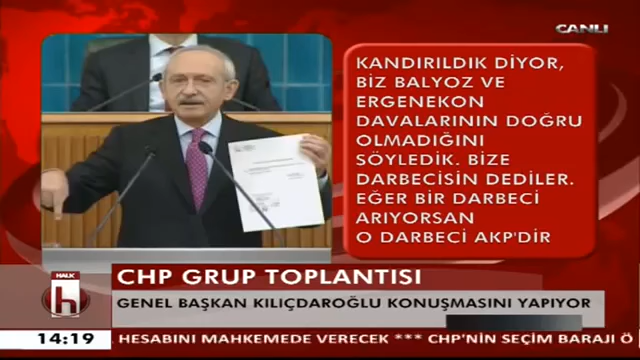 CANLI
KANDIRILDIK DİYOR,
BİZ BALYOZ VE
ERGENEKON
DAVALARININ DOĞRU
OLMADIĞINI
SÖYLEDİK. BİZE
DARBECİSİN DEDİLER.
EĞER BİR DARBECİ
ARIYORSAN
O DARBECİ AKP'DİR
HALK
h
CHP GRUP TOPLANTISI
GENEL BAŞKAN KILIÇDAROĞLU KONUŞMASINI YAPIYOR
14:19 HESABINI MAHKEMEDE VERECEK *** CHP'NİN SEÇİM BARAJI Ö